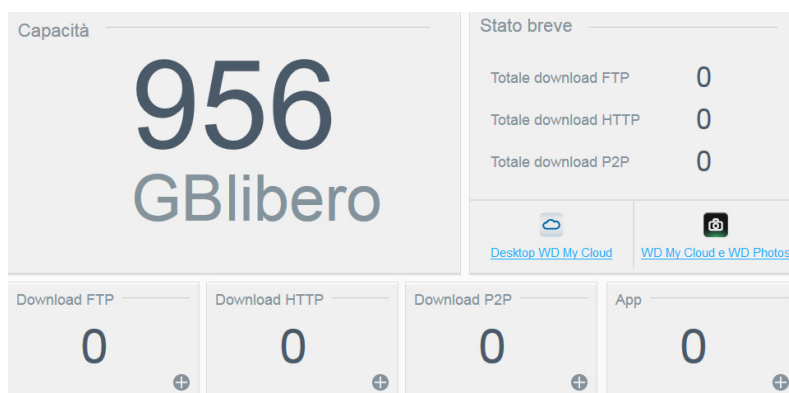 Capacità
956
GBlibero
Stato breve
Totale download FTP 0
Totale download HTTP 0
Totale download P2P 0
Desktop WD My Cloud
WD My Cloud e WD Photos
Download FTP
0
Download HTTP
0
Download P2P
0
App
0